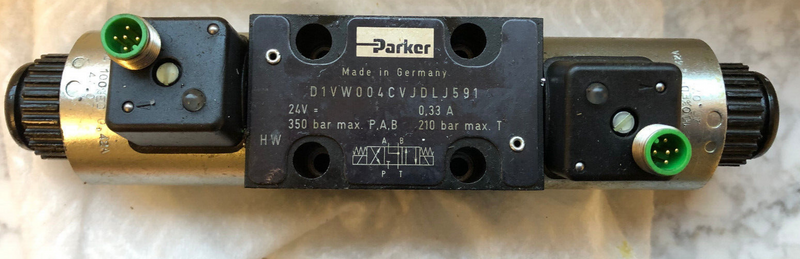 Parker
Made in Germany
D1VW004CVJDLJ591
24V = 0,33 A
350 bar max. P,A,B 210 bar max. T
HW
A B
P T